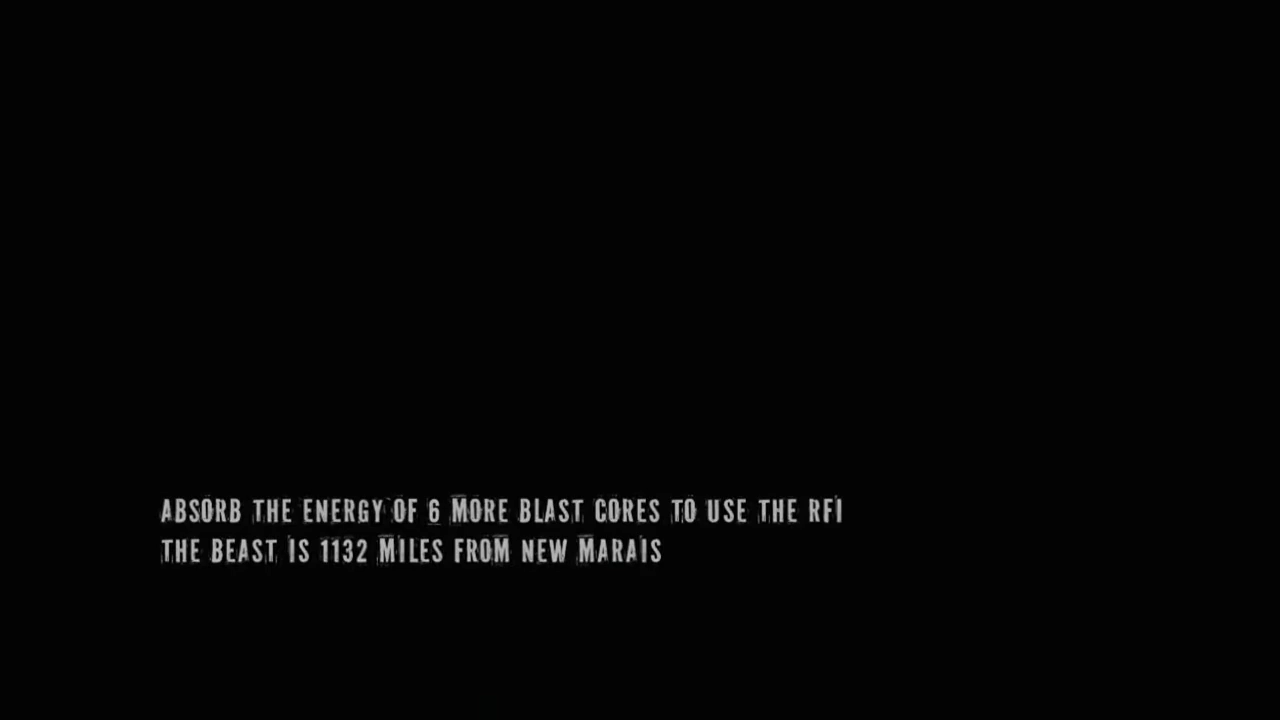 ABSORB THE ENERGY OF 6 MORE BLAST CORES TO USE THE RFI
THE BEAST IS 1132 MILES FROM NEW MARAIS